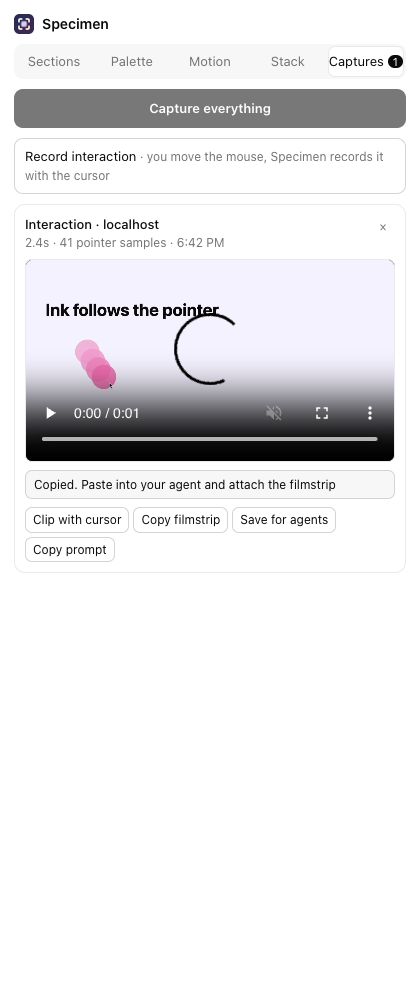 Specimen
Sections Palette Motion Stack Captures 1
Capture everything
Record interaction · you move the mouse, Specimen records it
with the cursor
Interaction · localhost ×
2.4s · 41 pointer samples · 6:42 PM
Ink follows the pointer
0:00 / 0:01
Copied. Paste into your agent and attach the filmstrip
Clip with cursor Copy filmstrip Save for agents
Copy prompt